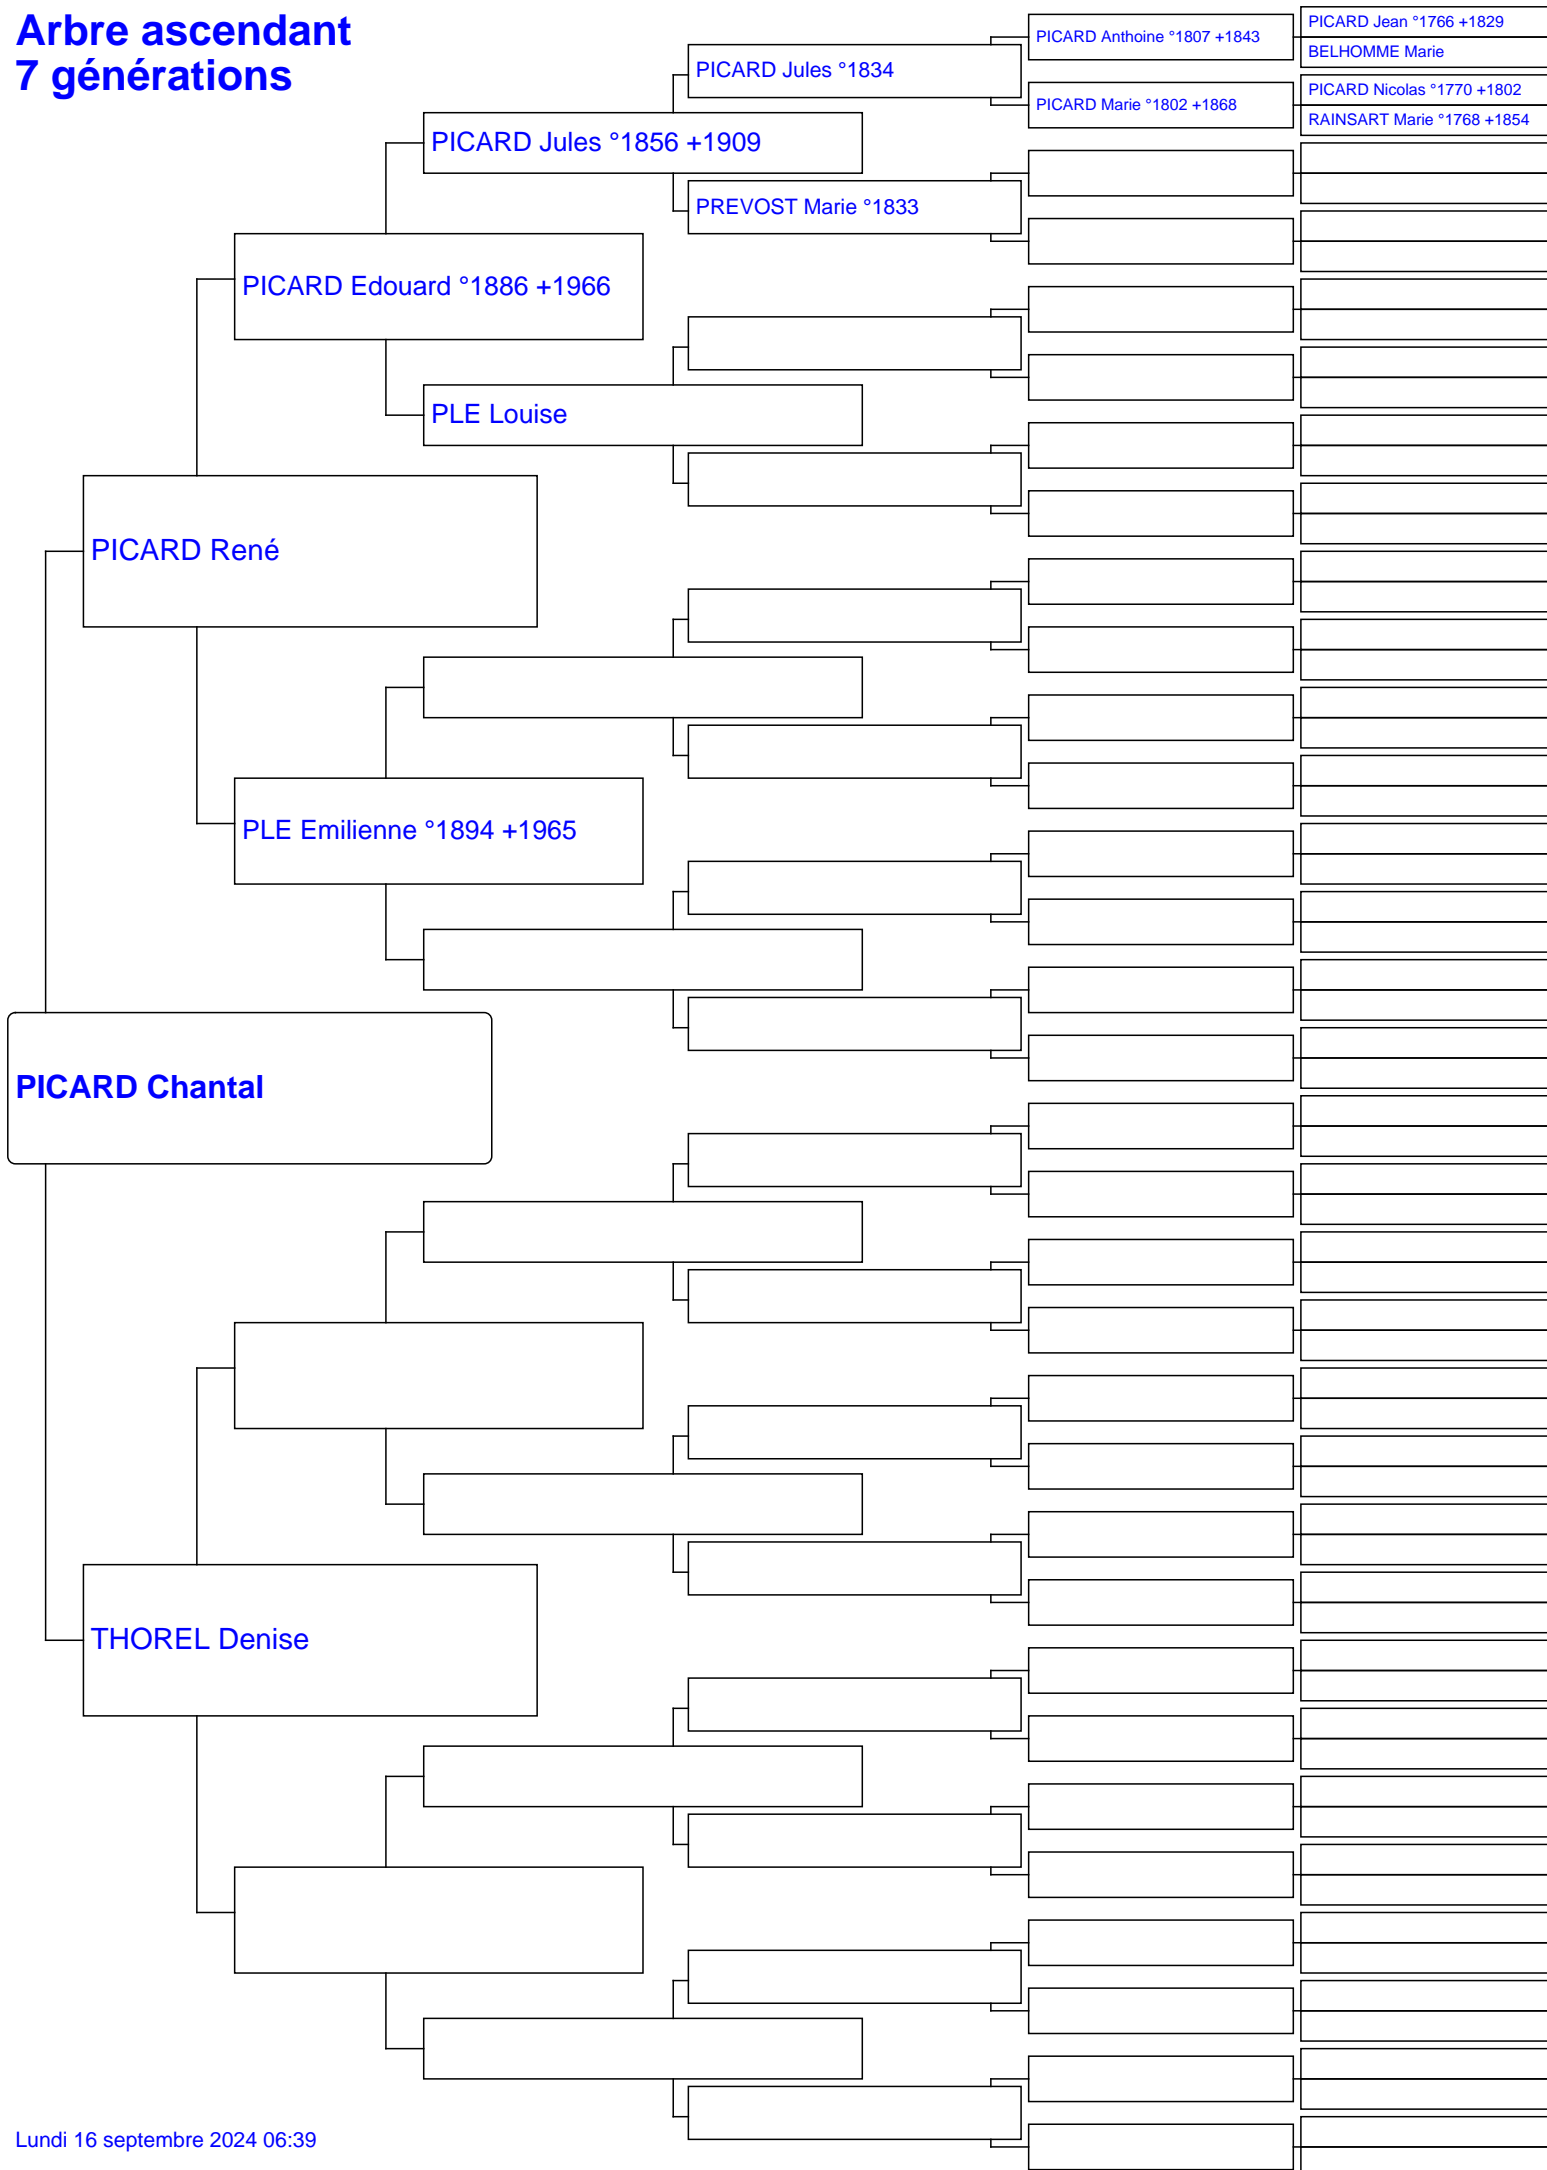 Arbre ascendant
7 générations
PICARD Jean °1766 +1829
PICARD Anthoine °1807 +1843
BELHOMME Marie
PICARD Jules °1834
PICARD Nicolas °1770 +1802
PICARD Marie °1802 +1868
RAINSART Marie °1768 +1854
PICARD Jules °1856 +1909
PREVOST Marie °1833
PICARD Edouard °1886 +1966
PLE Louise
PICARD René
PLE Emilienne °1894 +1965
PICARD Chantal
THOREL Denise
Lundi 16 septembre 2024 06:39